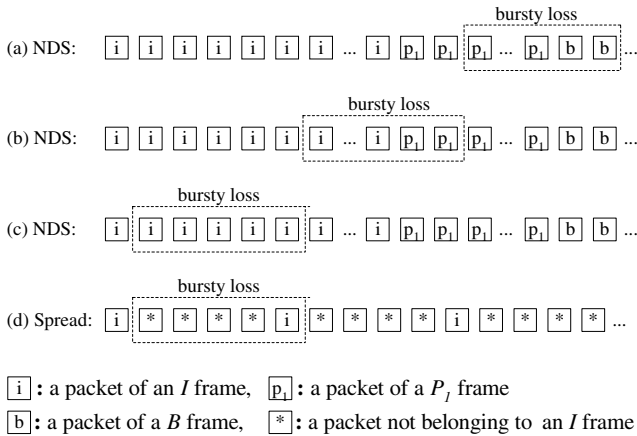 bursty loss
(a) NDS: i i i i i i i ... i p₁ p₁ p₁ ... p₁ b b ...
bursty loss
(b) NDS: i i i i i i i ... i p₁ p₁ p₁ ... p₁ b b ...
bursty loss
(c) NDS: i i i i i i i ... i p₁ p₁ p₁ ... p₁ b b ...
bursty loss
(d) Spread: i * * * * i * * * * i * * * * ...
i : a packet of an I frame, p₁ : a packet of a P₁ frame
b : a packet of a B frame, * : a packet not belonging to an I frame